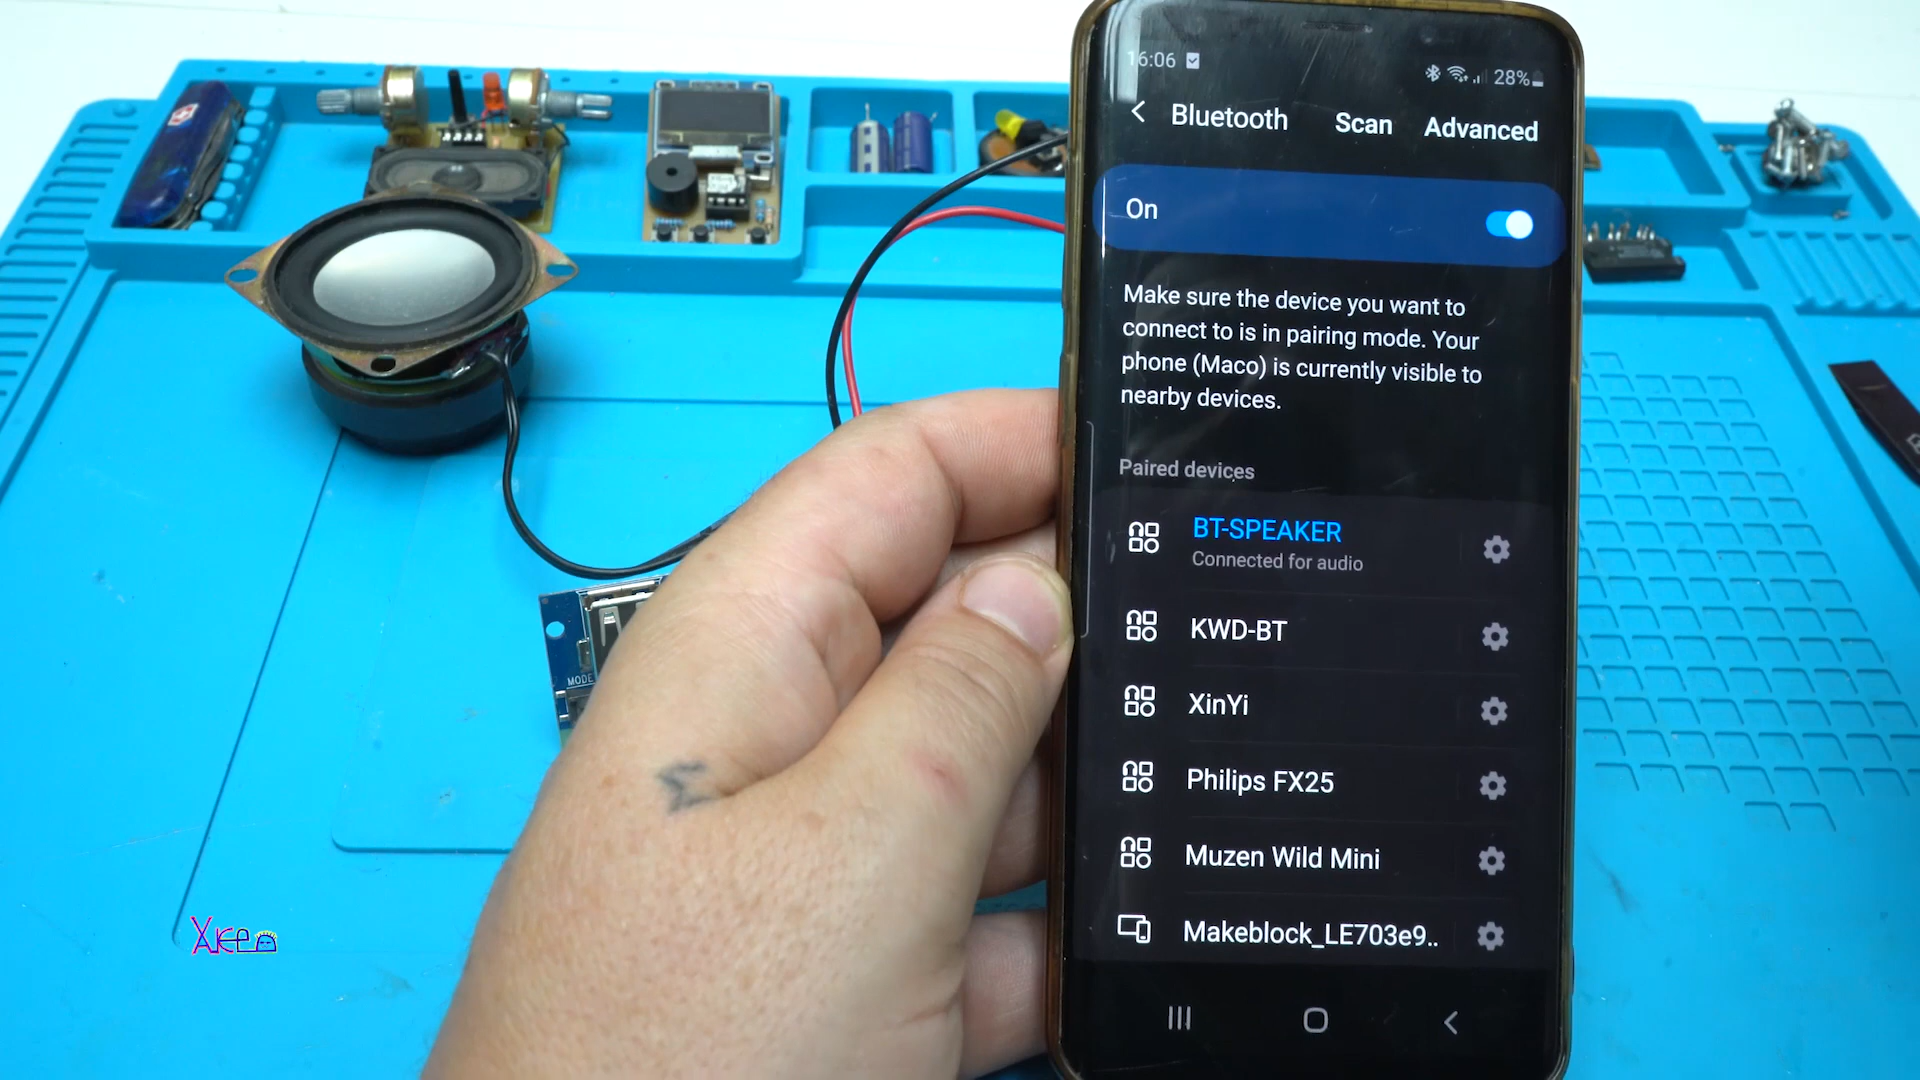 16:06
28%
Bluetooth Scan Advanced
On
Make sure the device you want to
connect to is in pairing mode. Your
phone (Maco) is currently visible to
nearby devices.
Paired devices
BT-SPEAKER
Connected for audio
KWD-BT
XinYi
Philips FX25
Muzen Wild Mini
Makeblock_LE703e9..
MODE